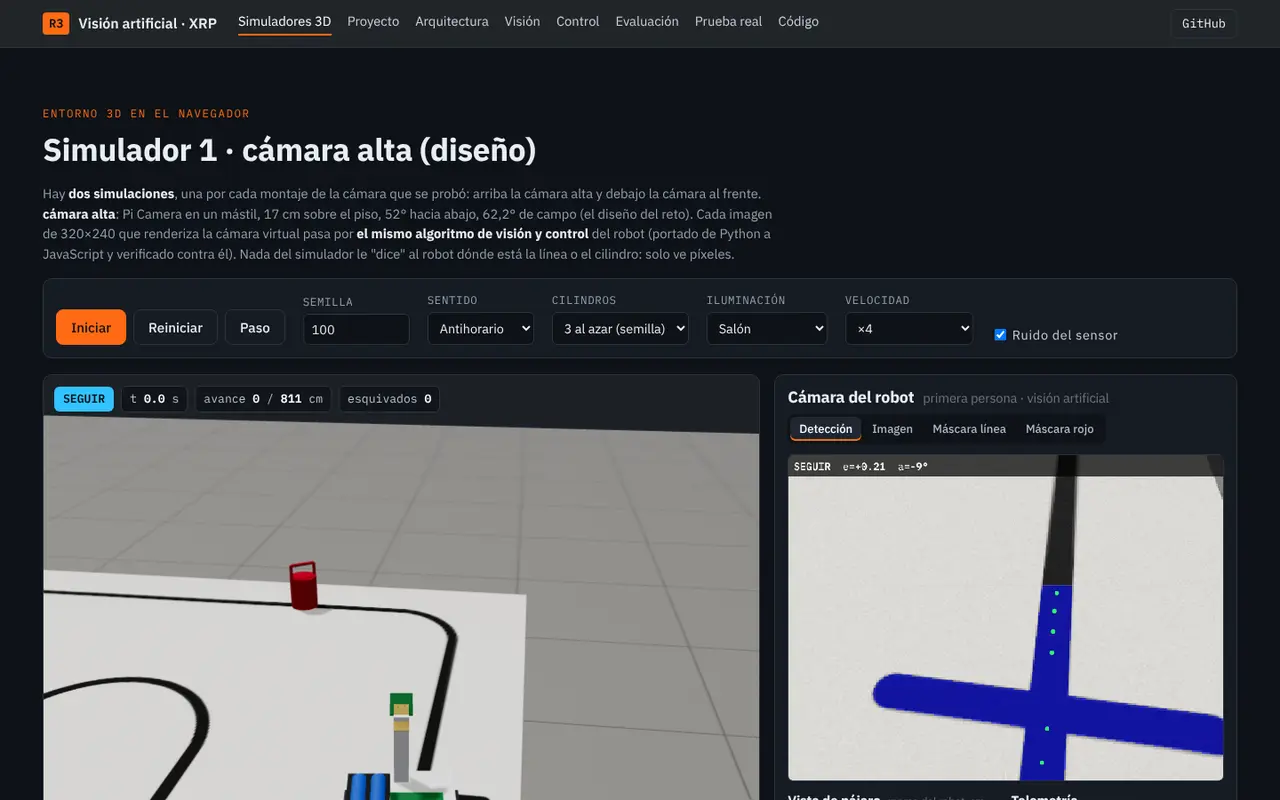 R3 Visión artificial · XRP Simuladores 3D Proyecto Arquitectura Visión Control Evaluación Prueba real Código GitHub
ENTORNO 3D EN EL NAVEGADOR
Simulador 1 · cámara alta (diseño)
Hay dos simulaciones, una por cada montaje de la cámara que se probó: arriba la cámara alta y debajo la cámara al frente.
cámara alta: Pi Camera en un mástil, 17 cm sobre el piso, 52° hacia abajo, 62,2° de campo (el diseño del reto). Cada imagen
de 320×240 que renderiza la cámara virtual pasa por el mismo algoritmo de visión y control del robot (portado de Python a
JavaScript y verificado contra él). Nada del simulador le "dice" al robot dónde está la línea o el cilindro: solo ve píxeles.
SEMILLA SENTIDO CILINDROS ILUMINACIÓN VELOCIDAD
Iniciar Reiniciar Paso 100 Antihorario 3 al azar (semilla) Salón ×4 Ruido del sensor
SEGUIR t 0.0 s avance 0 / 811 cm esquivados 0
Cámara del robot primera persona · visión artificial
Detección Imagen Máscara línea Máscara rojo
SEGUIR e=+0.21 a=-9°
Vista de pájaro Telemetría